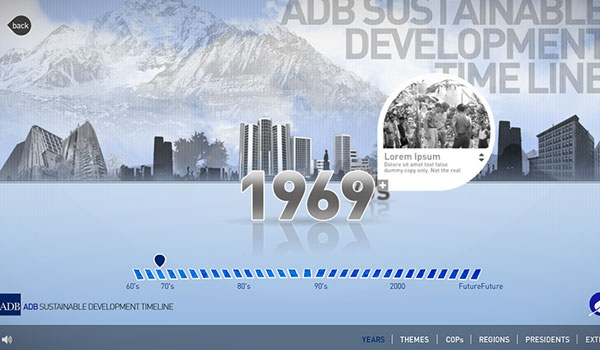 back
ADB SUSTAINABLE
DEVELOPMENT
TIME LINE
Lorem Ipsum
Dolore sit amet text false
dummy copy only. Not the real
1969's
60's 70's 80's 90's 2000 FutureFuture
ADB ADB SUSTAINABLE DEVELOPMENT TIMELINE
YEARS THEMES COPs REGIONS PRESIDENTS EXT